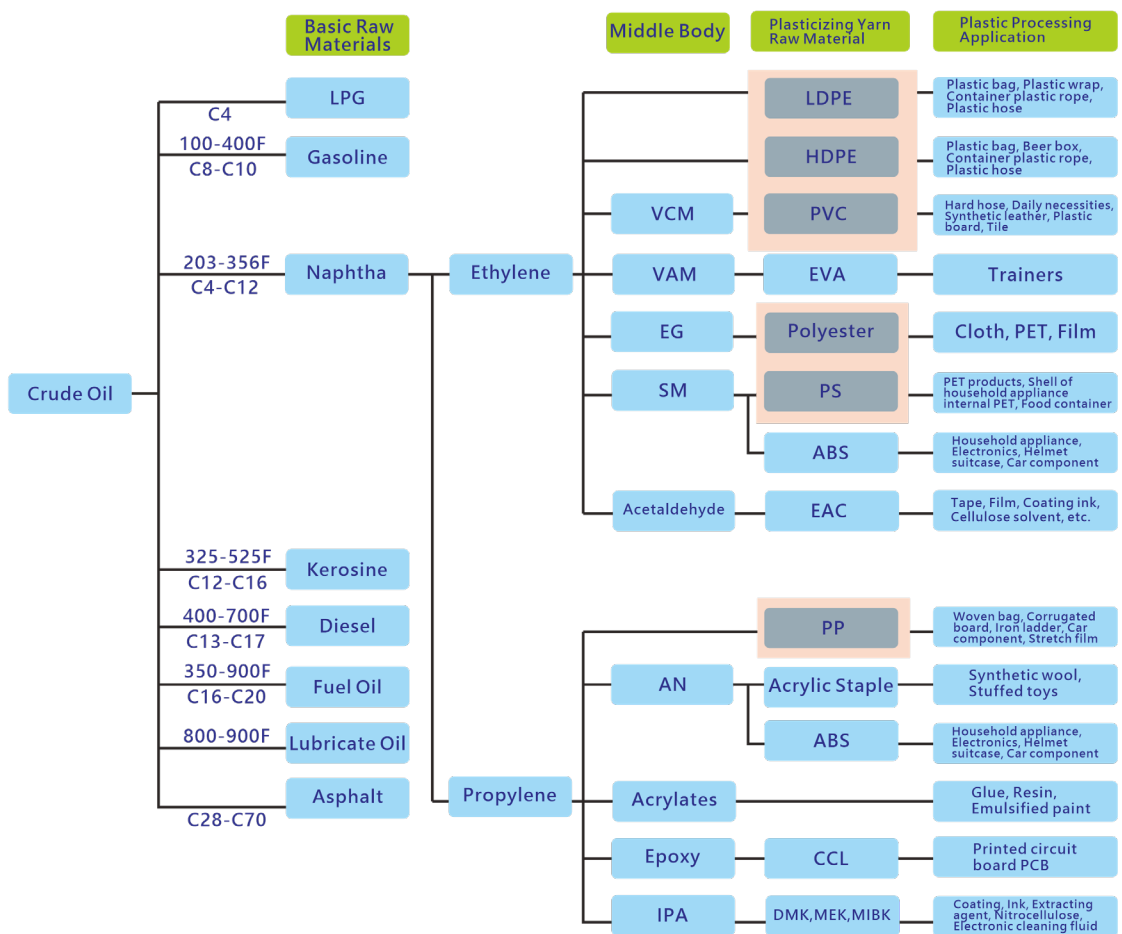 Basic Raw
Materials
Middle Body
Plasticizing Yarn
Raw Material
Plastic Processing
Application
Crude Oil
C4
LPG
100-400F
C8-C10
Gasoline
203-356F
C4-C12
Naphtha
325-525F
C12-C16
Kerosine
400-700F
C13-C17
Diesel
350-900F
C16-C20
Fuel Oil
800-900F
Lubricate Oil
C28-C70
Asphalt
Ethylene
LDPE
Plastic bag, Plastic wrap,
Container plastic rope,
Plastic hose
HDPE
Plastic bag, Beer box,
Container plastic rope,
Plastic hose
VCM
PVC
Hard hose, Daily necessities,
Synthetic leather, Plastic
board, Tile
VAM
EVA
Trainers
EG
Polyester
Cloth, PET, Film
SM
PS
PET products, Shell of
household appliance
internal PET, Food container
ABS
Household appliance,
Electronics, Helmet
suitcase, Car component
Acetaldehyde
EAC
Tape, Film, Coating ink,
Cellulose solvent, etc.
Propylene
PP
Woven bag, Corrugated
board, Iron ladder, Car
component, Stretch film
AN
Acrylic Staple
Synthetic wool,
Stuffed toys
ABS
Household appliance,
Electronics, Helmet
suitcase, Car component
Acrylates
Glue, Resin,
Emulsified paint
Epoxy
CCL
Printed circuit
board PCB
IPA
DMK,MEK,MIBK
Coating, Ink, Extracting
agent, Nitrocellulose,
Electronic cleaning fluid